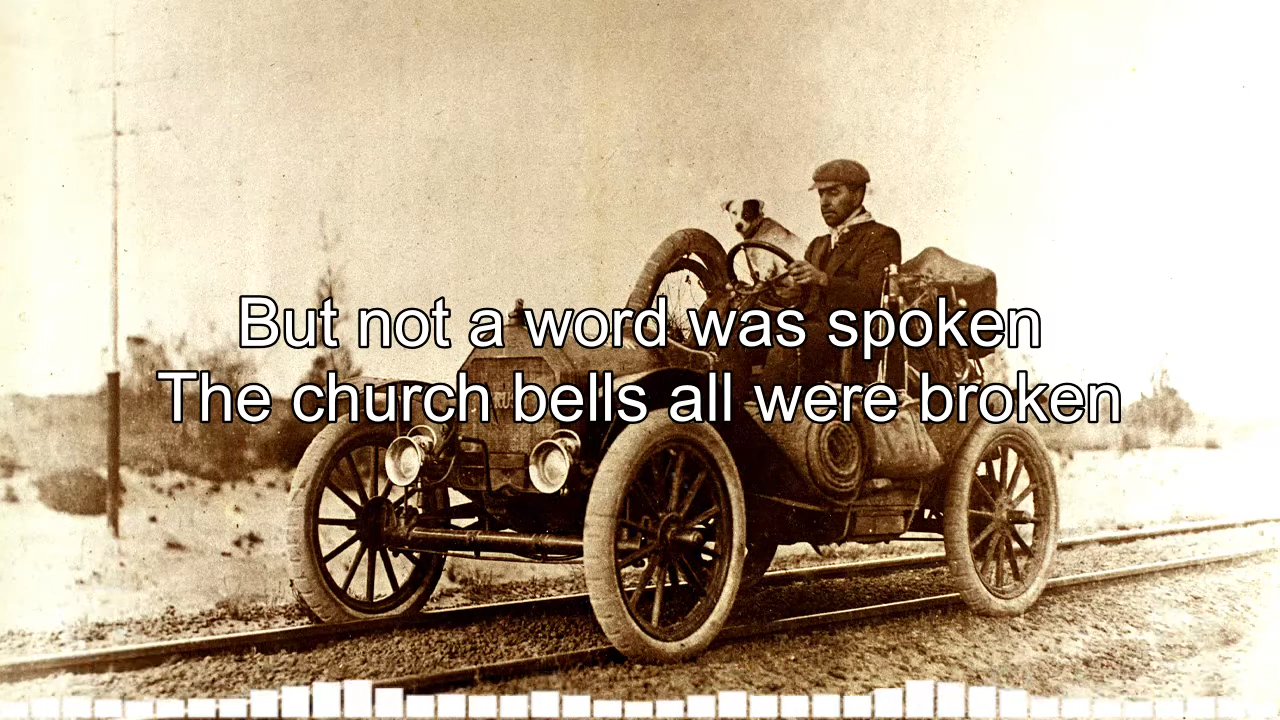 But not a word was spoken
The church bells all were broken